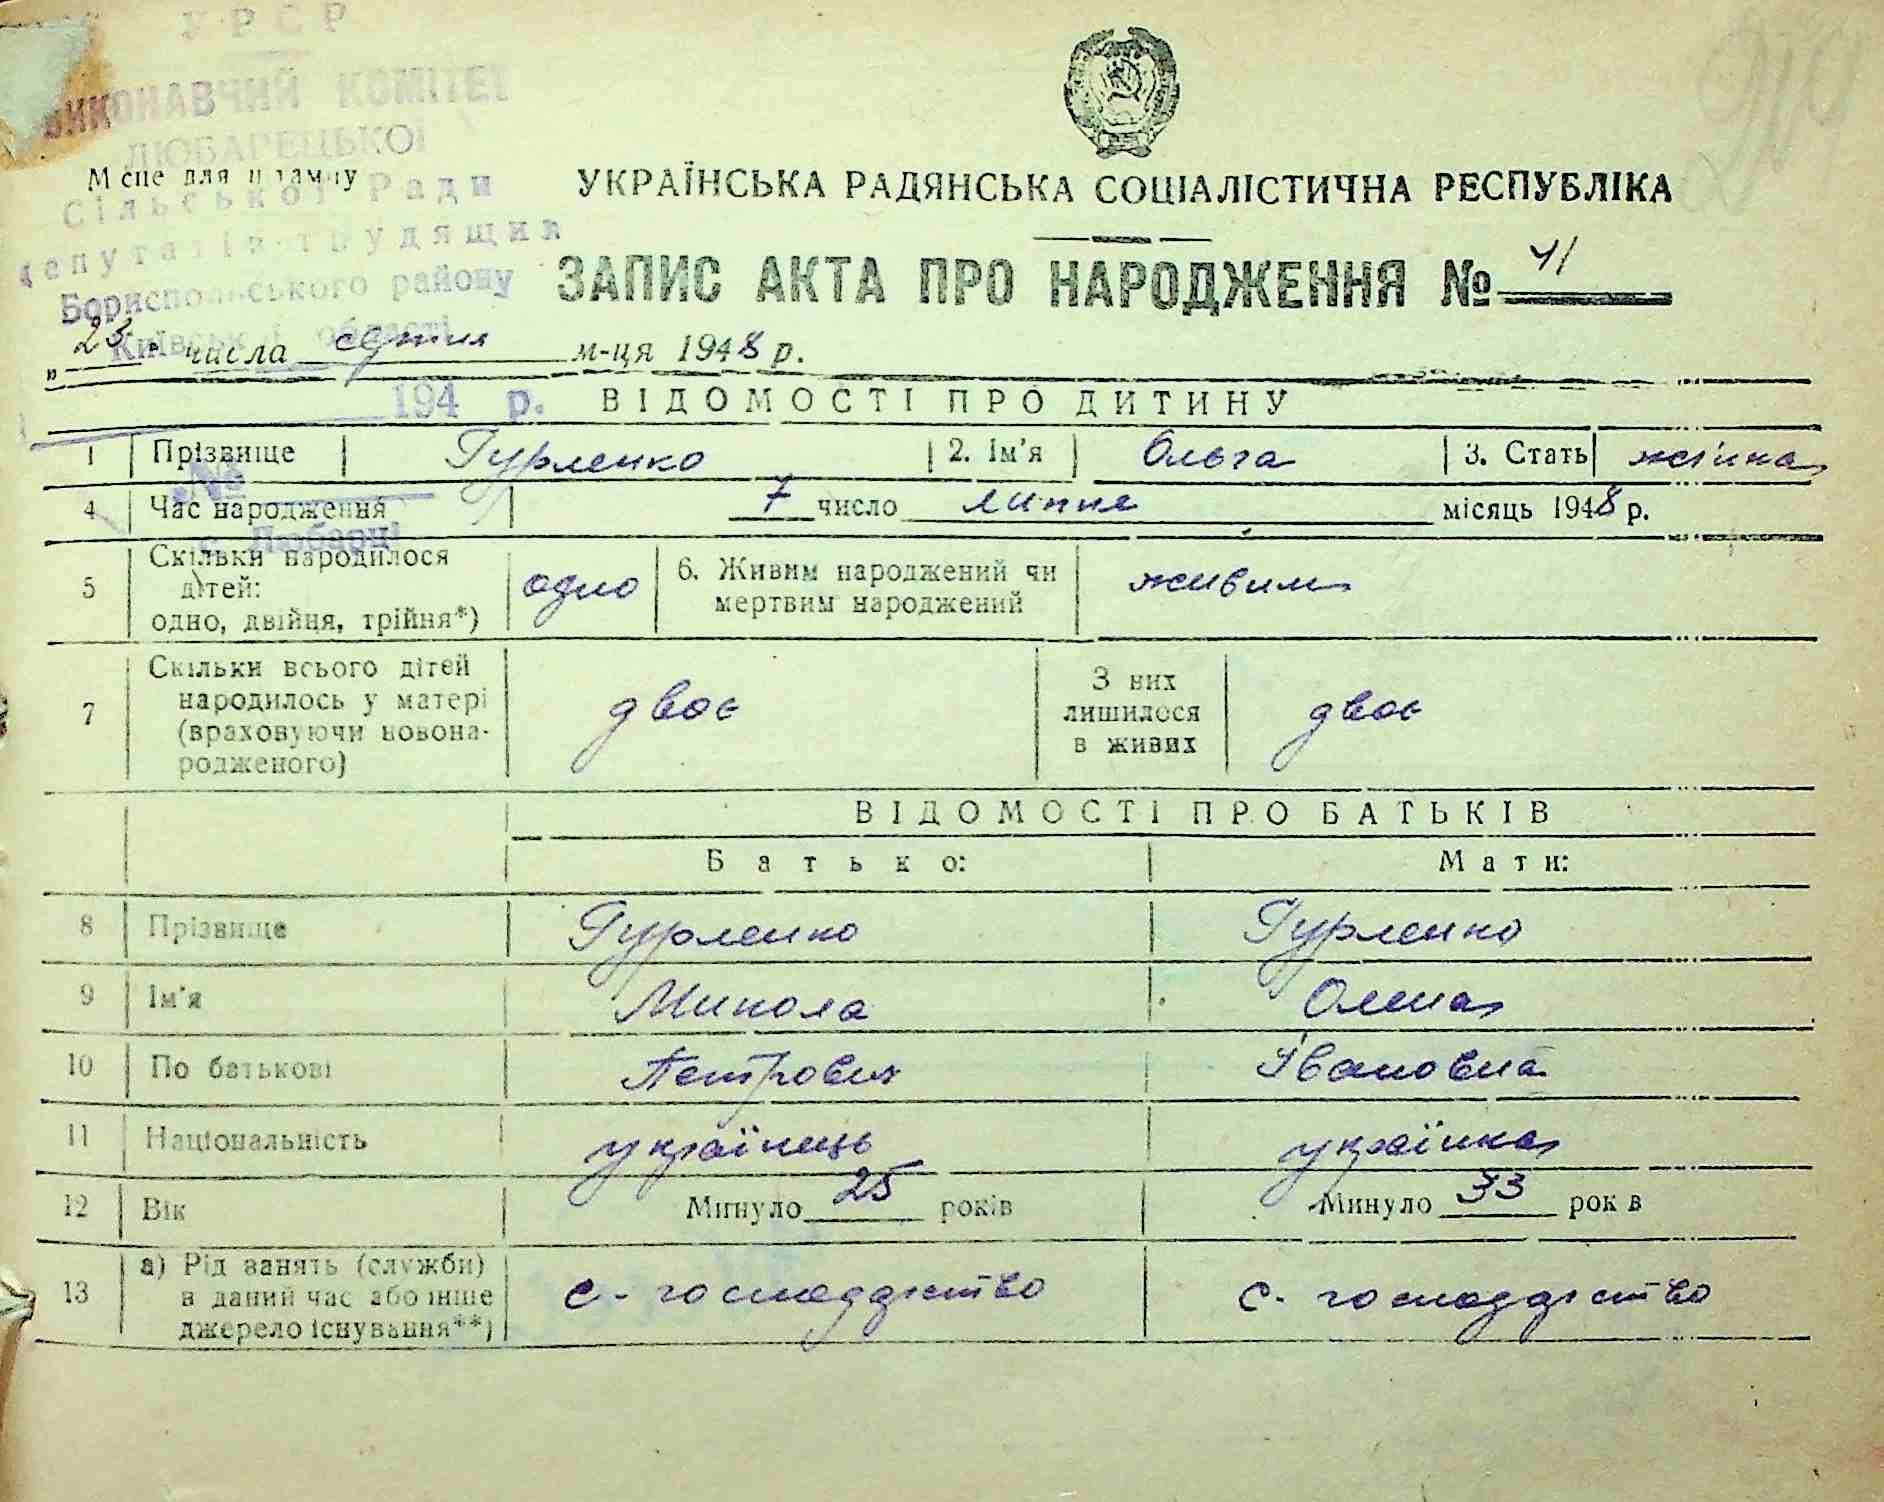 УРСР
ВИКОНАВЧИЙ КОМІТЕТ
ЛЮБАРЕЦЬКОЇ
Місце для штампу
Сільської Ради
депутатів трудящих
Бориспольського району
Київської області
194 р.
№
с. Любарці
УКРАЇНСЬКА РАДЯНСЬКА СОЦІАЛІСТИЧНА РЕСПУБЛІКА
ЗАПИС АКТА ПРО НАРОДЖЕННЯ № 41
„23" числа серпня м-ця 1948 р.
ВІДОМОСТІ ПРО ДИТИНУ
1 Прізвище Гурленко 2. Ім'я Ольга 3. Стать жіноча
4 Час народження 7 число липня місяць 1948 р.
5 Скільки народилося дітей: одно, двійня, трійня*) одно 6. Живим народжений чи мертвим народжений живим
7 Скільки всього дітей народилось у матері (враховуючи новонародженого) двоє З них лишилося в живих двоє
ВІДОМОСТІ ПРО БАТЬКІВ
Батько: Мати:
8 Прізвище Гурленко Гурленко
9 Ім'я Микола Олена
10 По батькові Петрович Івановна
11 Національність українець українка
12 Вік Минуло 25 років Минуло 33 років
13 а) Рід занять (служби) в даний час або інше джерело існування**) с-господарство с-господарство